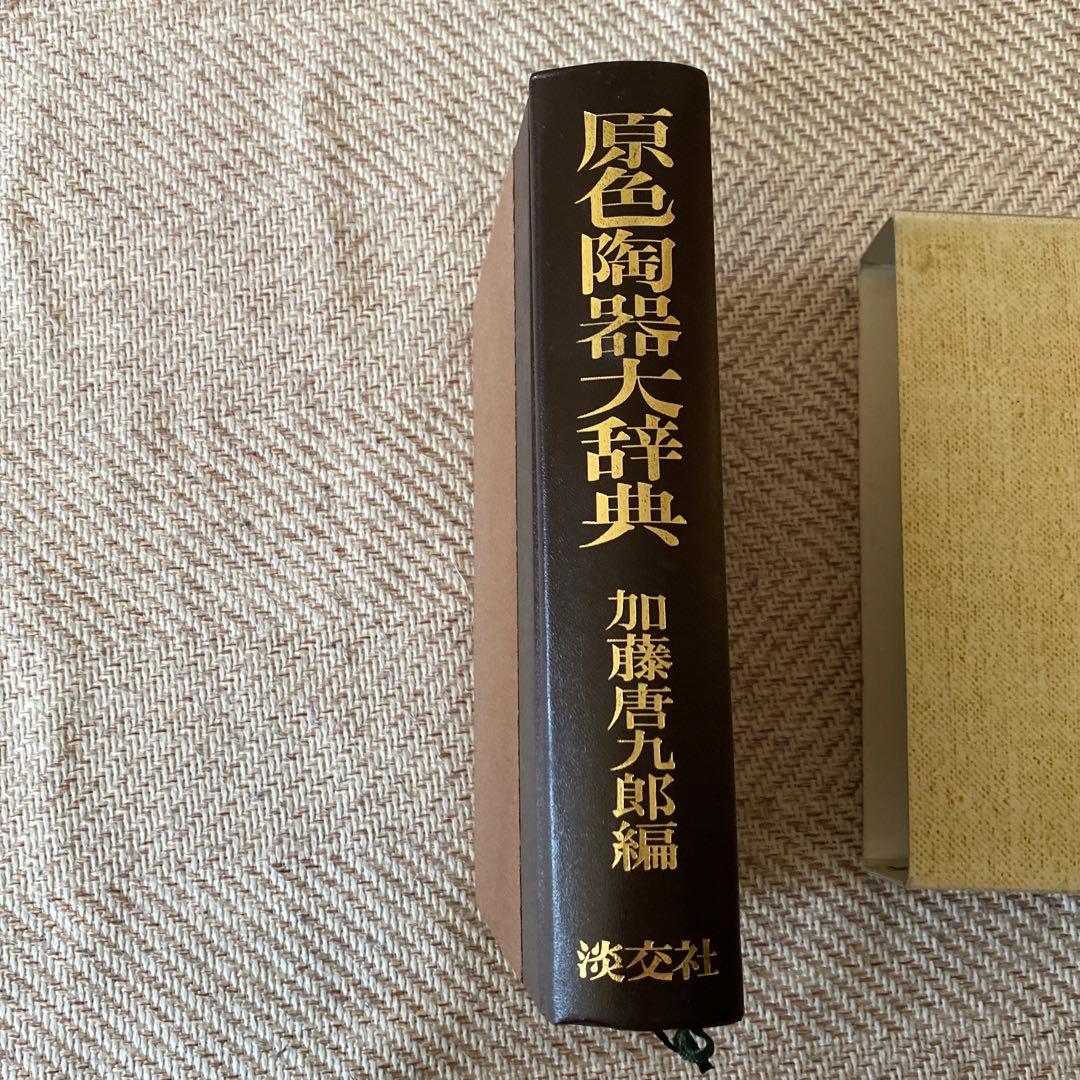 原色陶器大辞典
加藤唐九郎編
淡交社